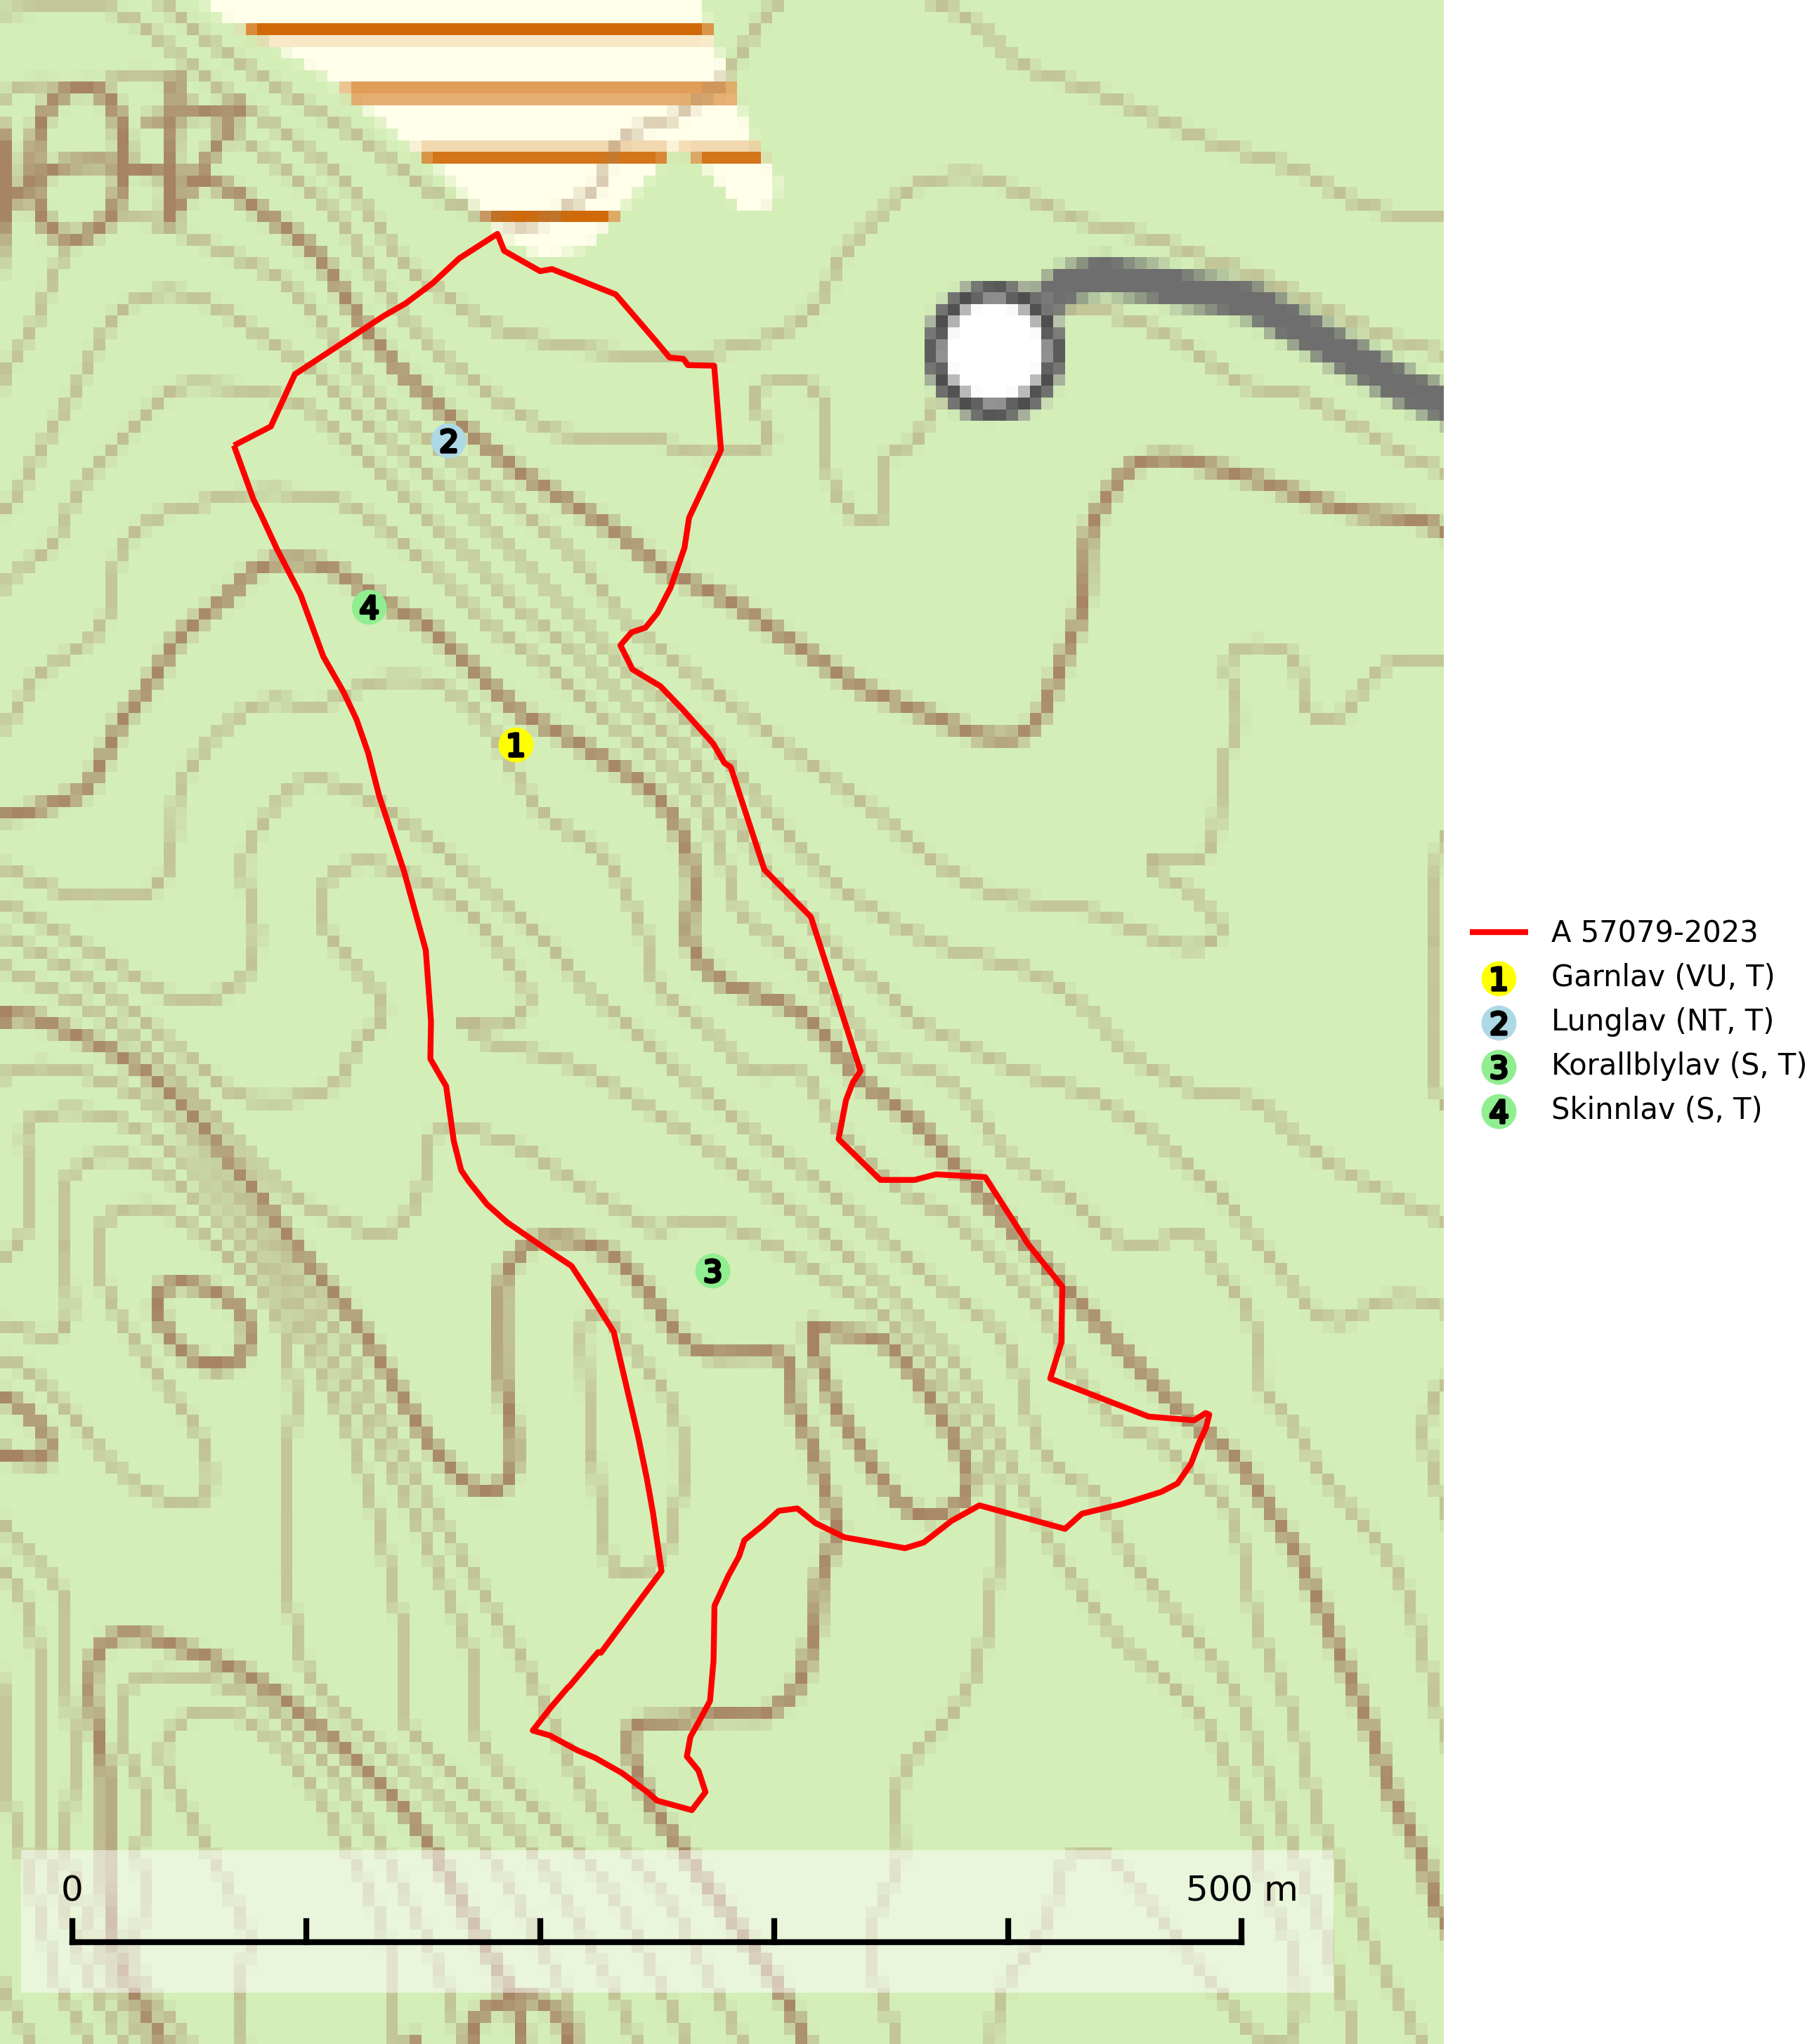 2
4
1
3
A 57079-2023
1 Garnlav (VU, T)
2 Lunglav (NT, T)
3 Korallblylav (S, T)
4 Skinnlav (S, T)
0 500 m